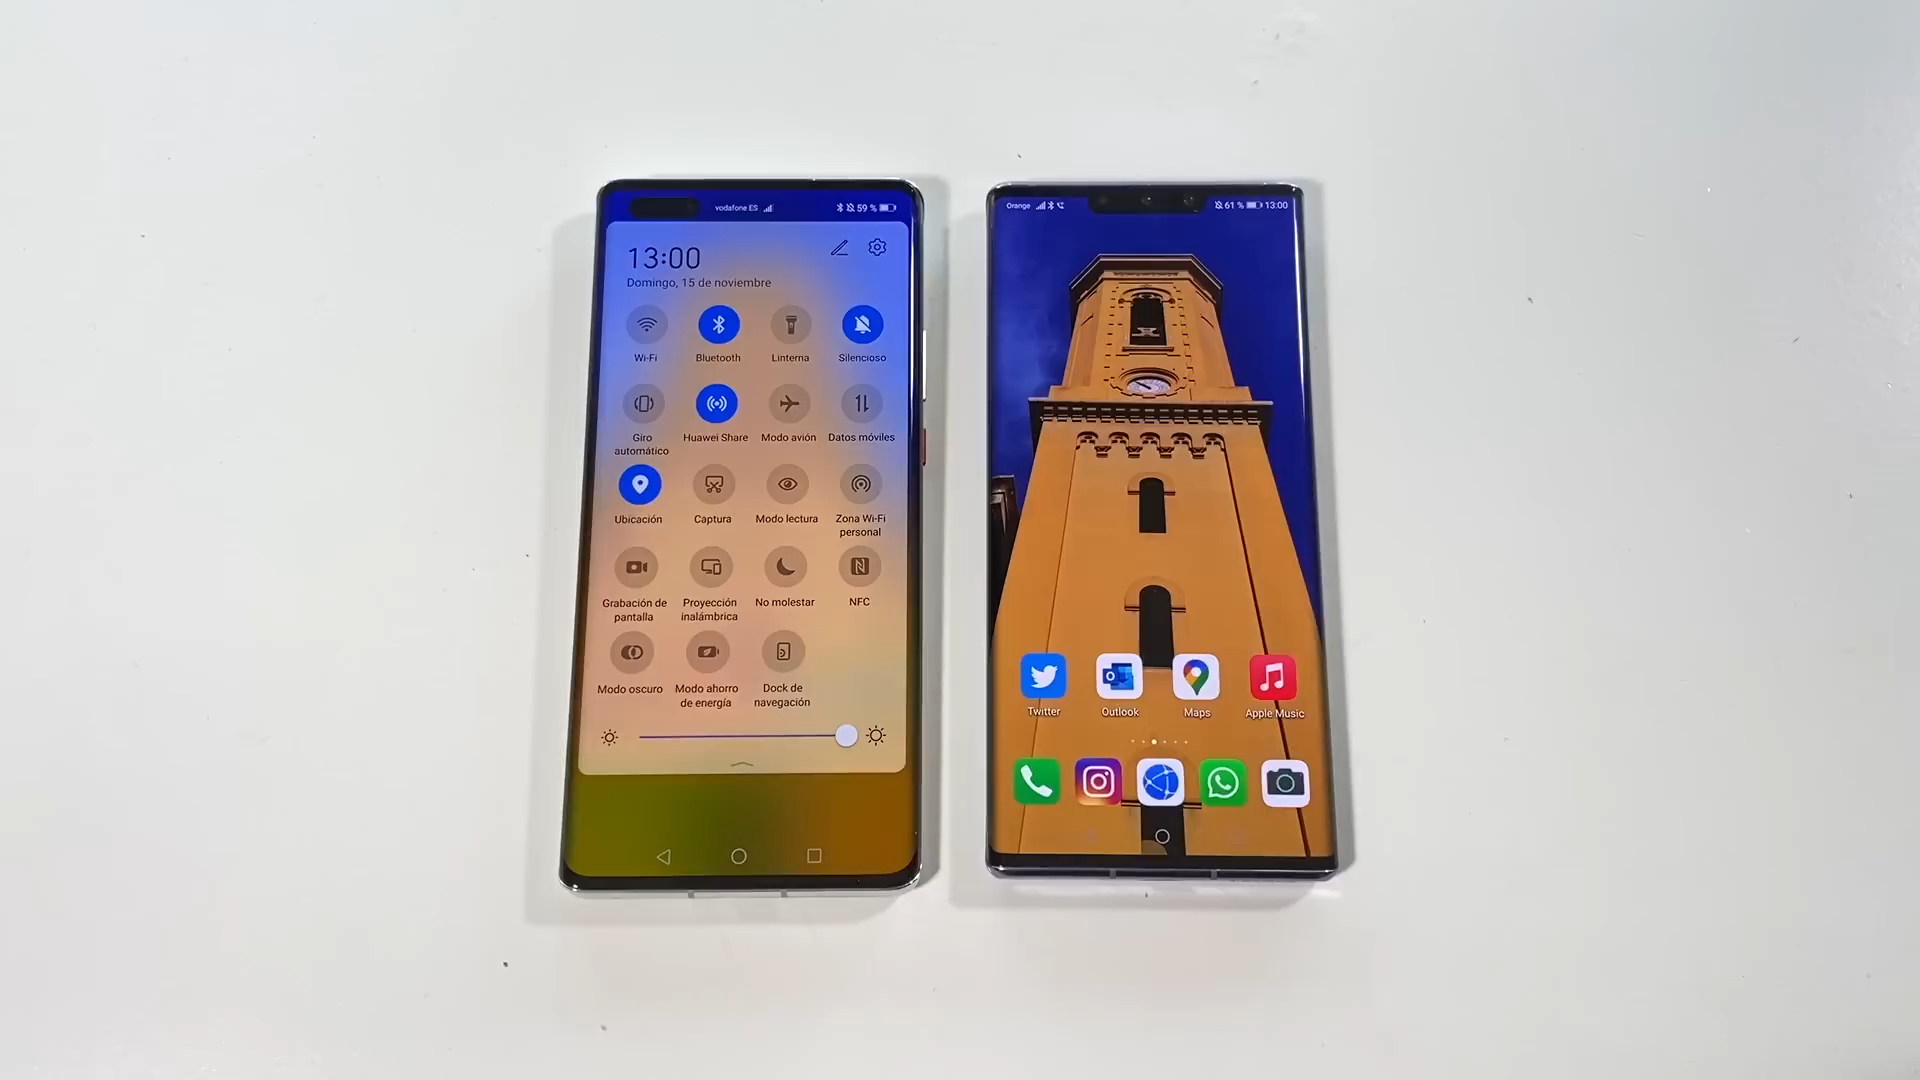 vodafone ES
59 %
13:00
Domingo, 15 de noviembre
Wi-Fi
Bluetooth
Linterna
Silencioso
Giro
automático
Huawei Share
Modo avión
Datos móviles
Ubicación
Captura
Modo lectura
Zona Wi-Fi
personal
Grabación de
pantalla
Proyección
inalámbrica
No molestar
NFC
Modo oscuro
Modo ahorro
de energía
Dock de
navegación
Orange
61 %
13:00
Twitter
Outlook
Maps
Apple Music